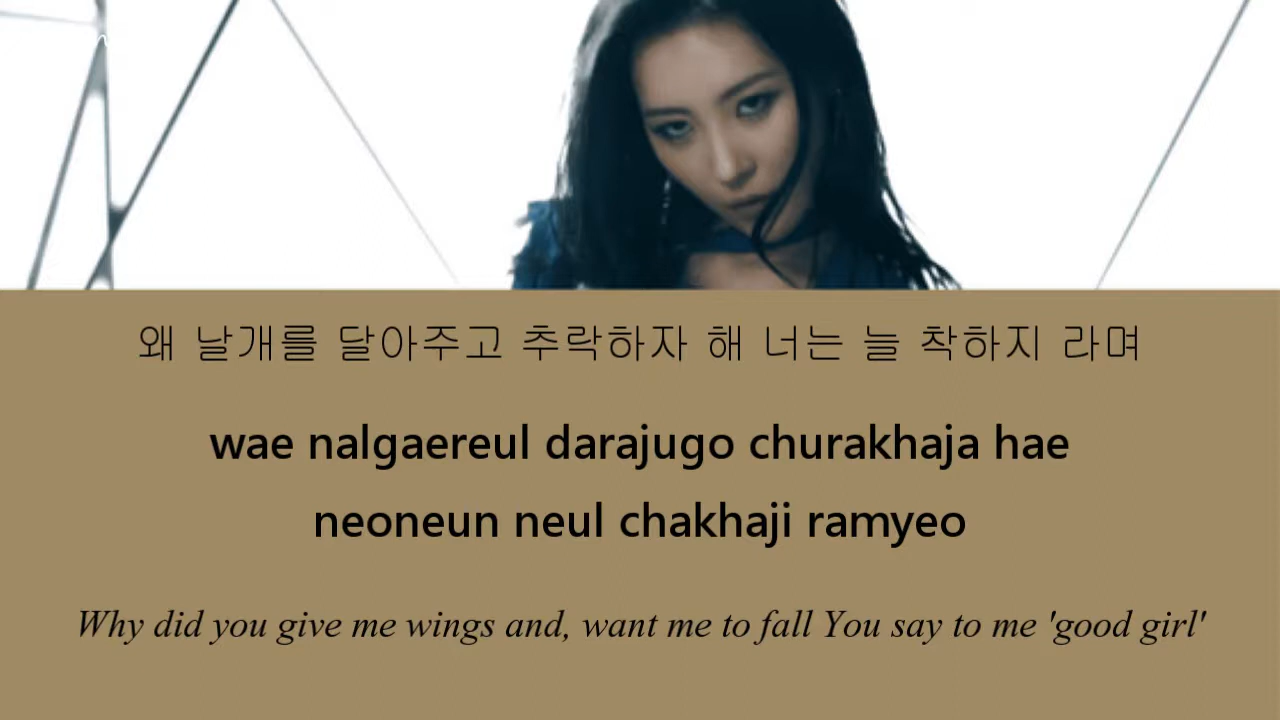 왜 날개를 달아주고 추락하자 해 너는 늘 착하지 라며
wae nalgaereul darajugo churakhaja hae
neoneun neul chakhaji ramyeo
Why did you give me wings and, want me to fall You say to me 'good girl'